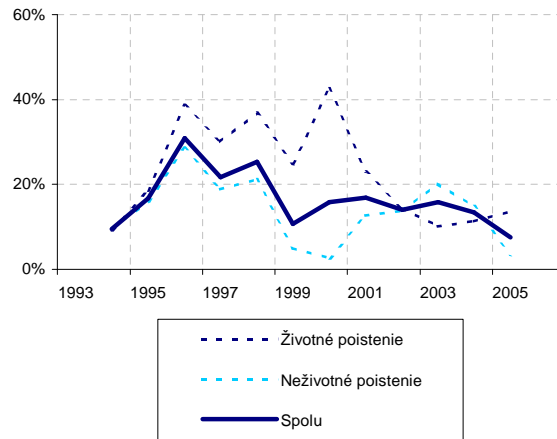 60%
40%
20%
0%
1993 1995 1997 1999 2001 2003 2005
Životné poistenie
Neživotné poistenie
Spolu